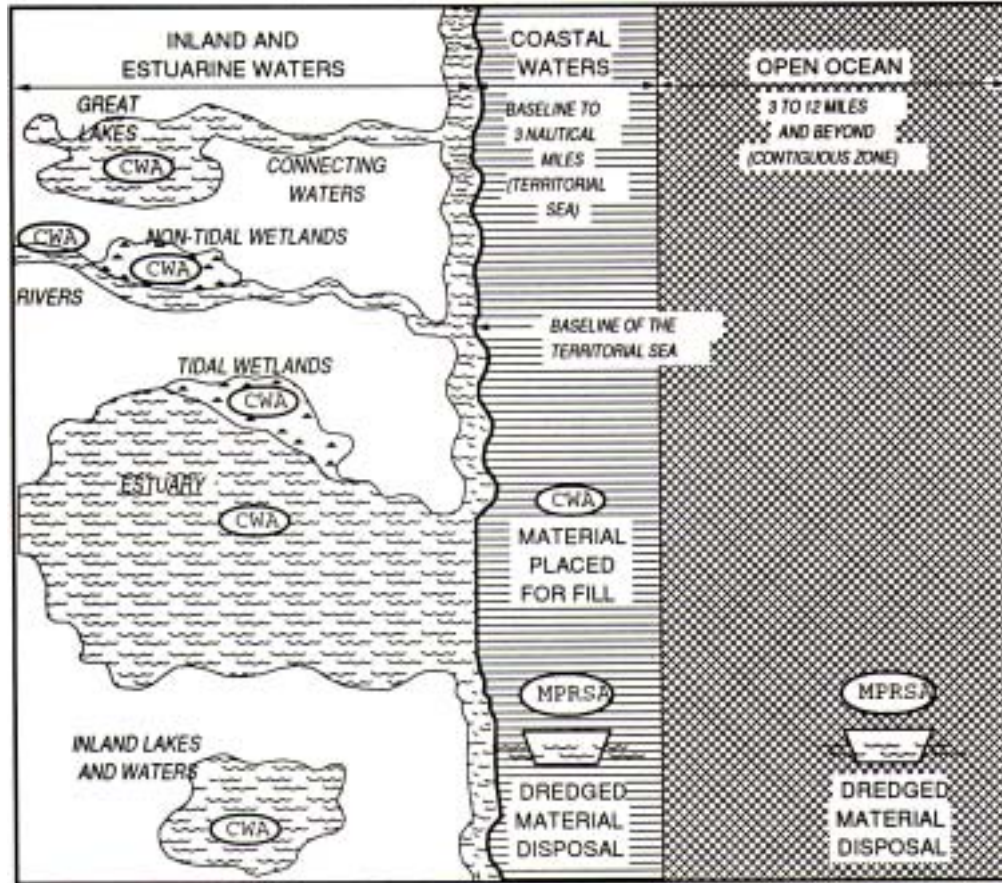 INLAND AND
ESTUARINE WATERS
COASTAL
WATERS
OPEN OCEAN
GREAT
LAKES
CWA
CONNECTING
WATERS
BASELINE TO
3 NAUTICAL
MILES
(TERRITORIAL
SEA)
3 TO 12 MILES
AND BEYOND
(CONTIGUOUS ZONE)
CWA
NON-TIDAL WETLANDS
CWA
RIVERS
BASELINE OF THE
TERRITORIAL SEA
TIDAL WETLANDS
CWA
ESTUARY
CWA
CWA
MATERIAL
PLACED
FOR FILL
MPRSA
MPRSA
INLAND LAKES
AND WATERS
CWA
DREDGED
MATERIAL
DISPOSAL
DREDGED
MATERIAL
DISPOSAL